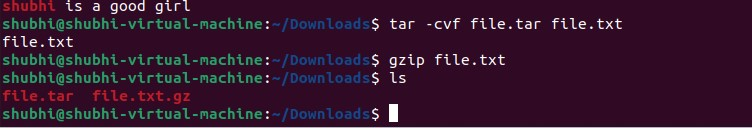 shubhi is a good girl
shubhi@shubhi-virtual-machine:~/Downloads$ tar -cvf file.tar file.txt
file.txt
shubhi@shubhi-virtual-machine:~/Downloads$ gzip file.txt
shubhi@shubhi-virtual-machine:~/Downloads$ ls
file.tar  file.txt.gz
shubhi@shubhi-virtual-machine:~/Downloads$